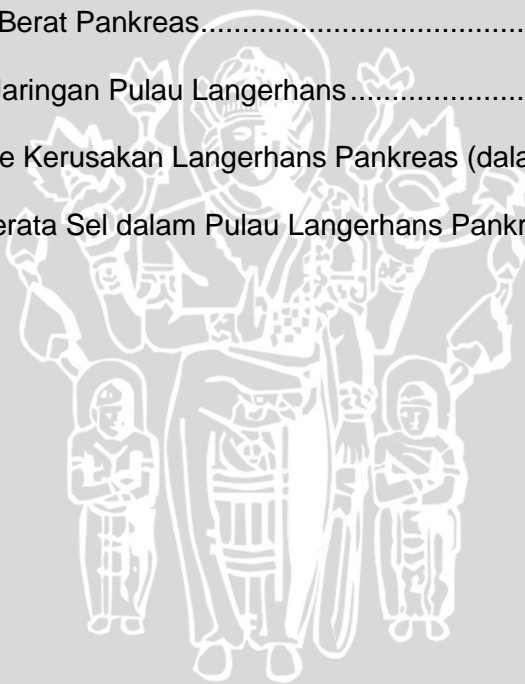 Berat Pankreas.......................................
Jaringan Pulau Langerhans.....................
e Kerusakan Langerhans Pankreas (dala
erata Sel dalam Pulau Langerhans Pankr